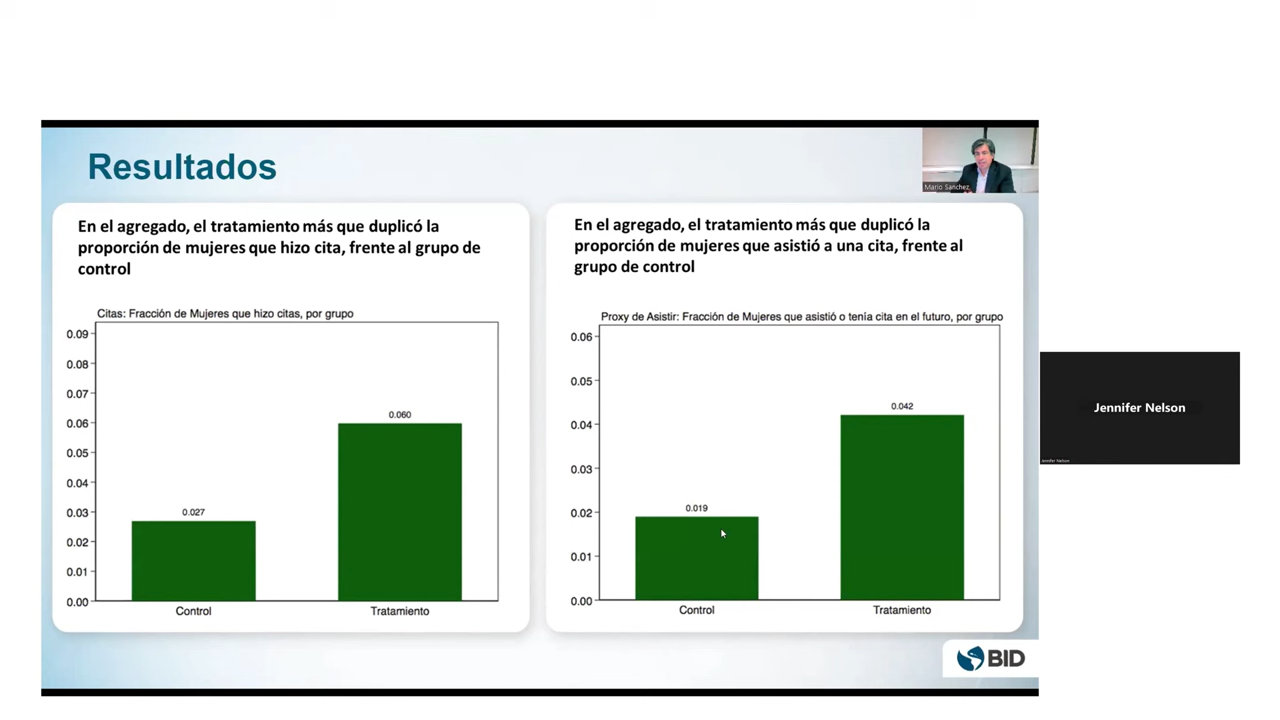 Resultados
Mario Sanchez
En el agregado, el tratamiento más que duplicó la
proporción de mujeres que hizo cita, frente al grupo de
control
Citas: Fracción de Mujeres que hizo citas, por grupo
0.09
0.08
0.07
0.06
0.05
0.04
0.03
0.02
0.01
0.00
0.027
0.060
Control
Tratamiento
En el agregado, el tratamiento más que duplicó la
proporción de mujeres que asistió a una cita, frente al
grupo de control
Proxy de Asistir: Fracción de Mujeres que asistió o tenía cita en el futuro, por grupo
0.06
0.05
0.04
0.03
0.02
0.01
0.00
0.019
0.042
Control
Tratamiento
BID
Jennifer Nelson
Jennifer Nelson